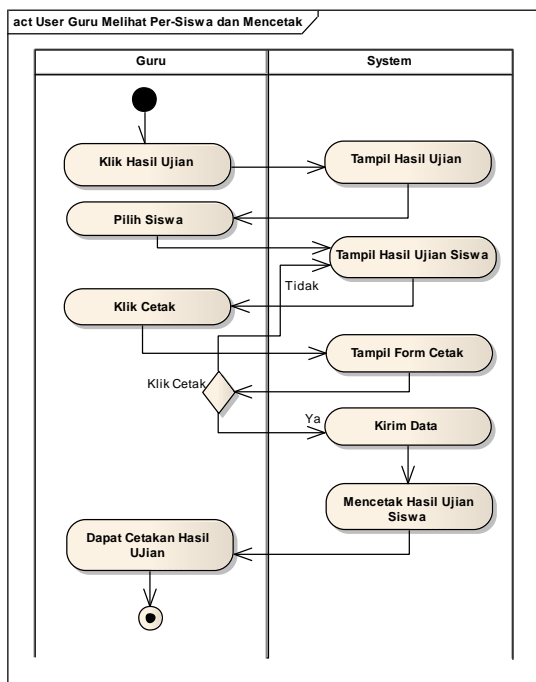 act User Guru Melihat Per-Siswa dan Mencetak
Guru
System
Klik Hasil Ujian
Tampil Hasil Ujian
Pilih Siswa
Tampil Hasil Ujian Siswa
Tidak
Klik Cetak
Tampil Form Cetak
Klik Cetak
Ya
Kirim Data
Mencetak Hasil Ujian
Siswa
Dapat Cetakan Hasil
UJian